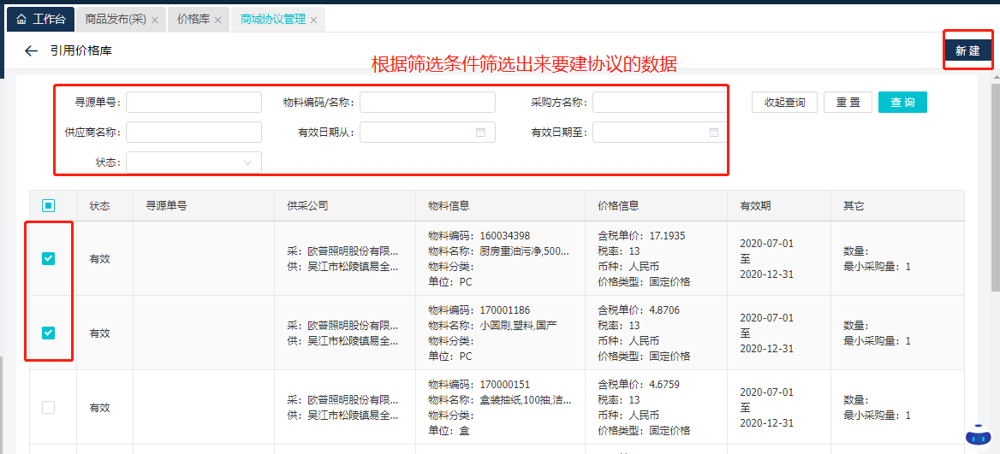 工作台 商品发布(采) × 价格库 × 商城协议管理 ×
引用价格库 新建
根据筛选条件筛选出来要建协议的数据
寻源单号: 物料编码/名称: 采购方名称: 收起查询 重置 查询
供应商名称: 有效日期从: 有效日期至:
状态:
状态 寻源单号 供采公司 物料信息 价格信息 有效期 其它
有效
采: 欧普照明股份有限...
供: 吴江市松陵镇易全...
物料编码: 160034398
物料名称: 厨房重油污净,500...
物料分类:
单位: PC
含税单价: 17.1935
税率: 13
币种: 人民币
价格类型: 固定价格
2020-07-01
至
2020-12-31
数量:
最小采购量: 1
有效
采: 欧普照明股份有限...
供: 吴江市松陵镇易全...
物料编码: 170001186
物料名称: 小圆刷,塑料,国产
物料分类:
单位: PC
含税单价: 4.8706
税率: 13
币种: 人民币
价格类型: 固定价格
2020-07-01
至
2020-12-31
数量:
最小采购量: 1
有效
采: 欧普照明股份有限...
供: 吴江市松陵镇易全...
物料编码: 170000151
物料名称: 盒装抽纸,100抽,洁...
物料分类:
单位: 盒
含税单价: 4.6759
税率: 13
币种: 人民币
价格类型: 固定价格
2020-07-01
至
2020-12-31
数量:
最小采购量: 1